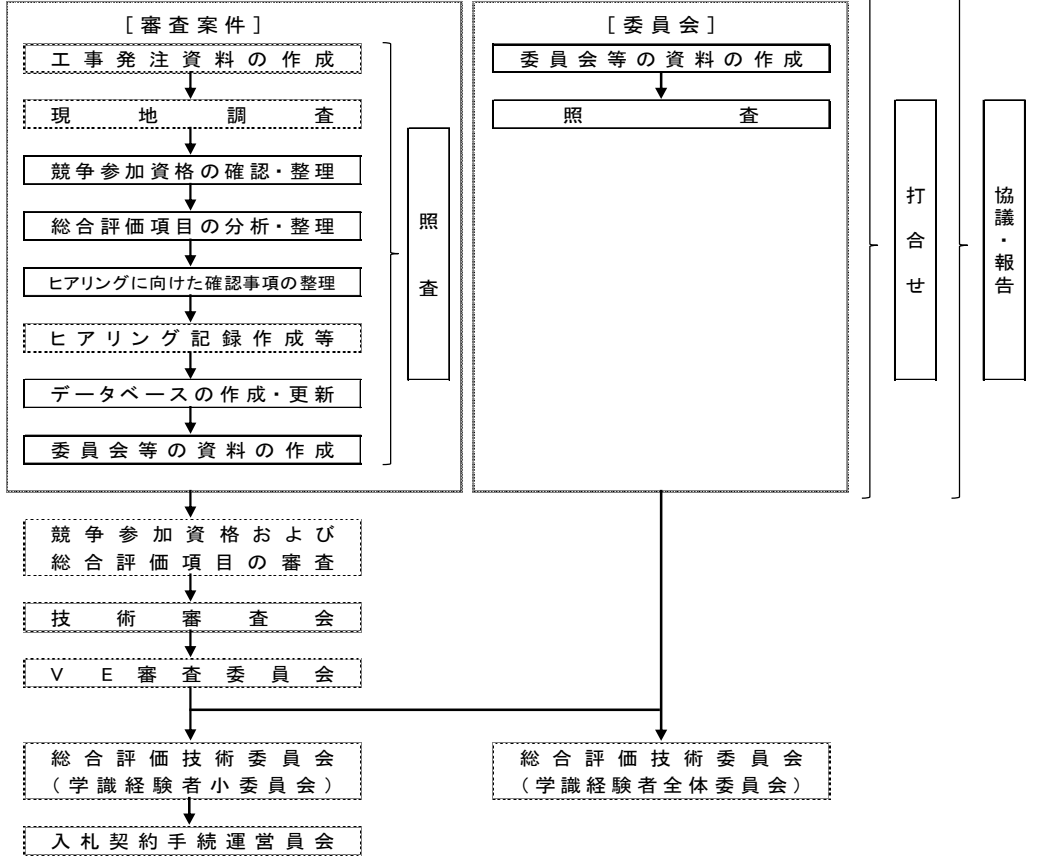 [審査案件]
工事発注資料の作成
現地調査
競争参加資格の確認・整理
総合評価項目の分析・整理
ヒアリングに向けた確認事項の整理
ヒアリング記録作成等
データベースの作成・更新
委員会等の資料の作成
照査
[委員会]
委員会等の資料の作成
照査
打合せ
協議・報告
競争参加資格および
総合評価項目の審査
技術審査会
VE審査委員会
総合評価技術委員会
(学識経験者小委員会)
総合評価技術委員会
(学識経験者全体委員会)
入札契約手続運営員会